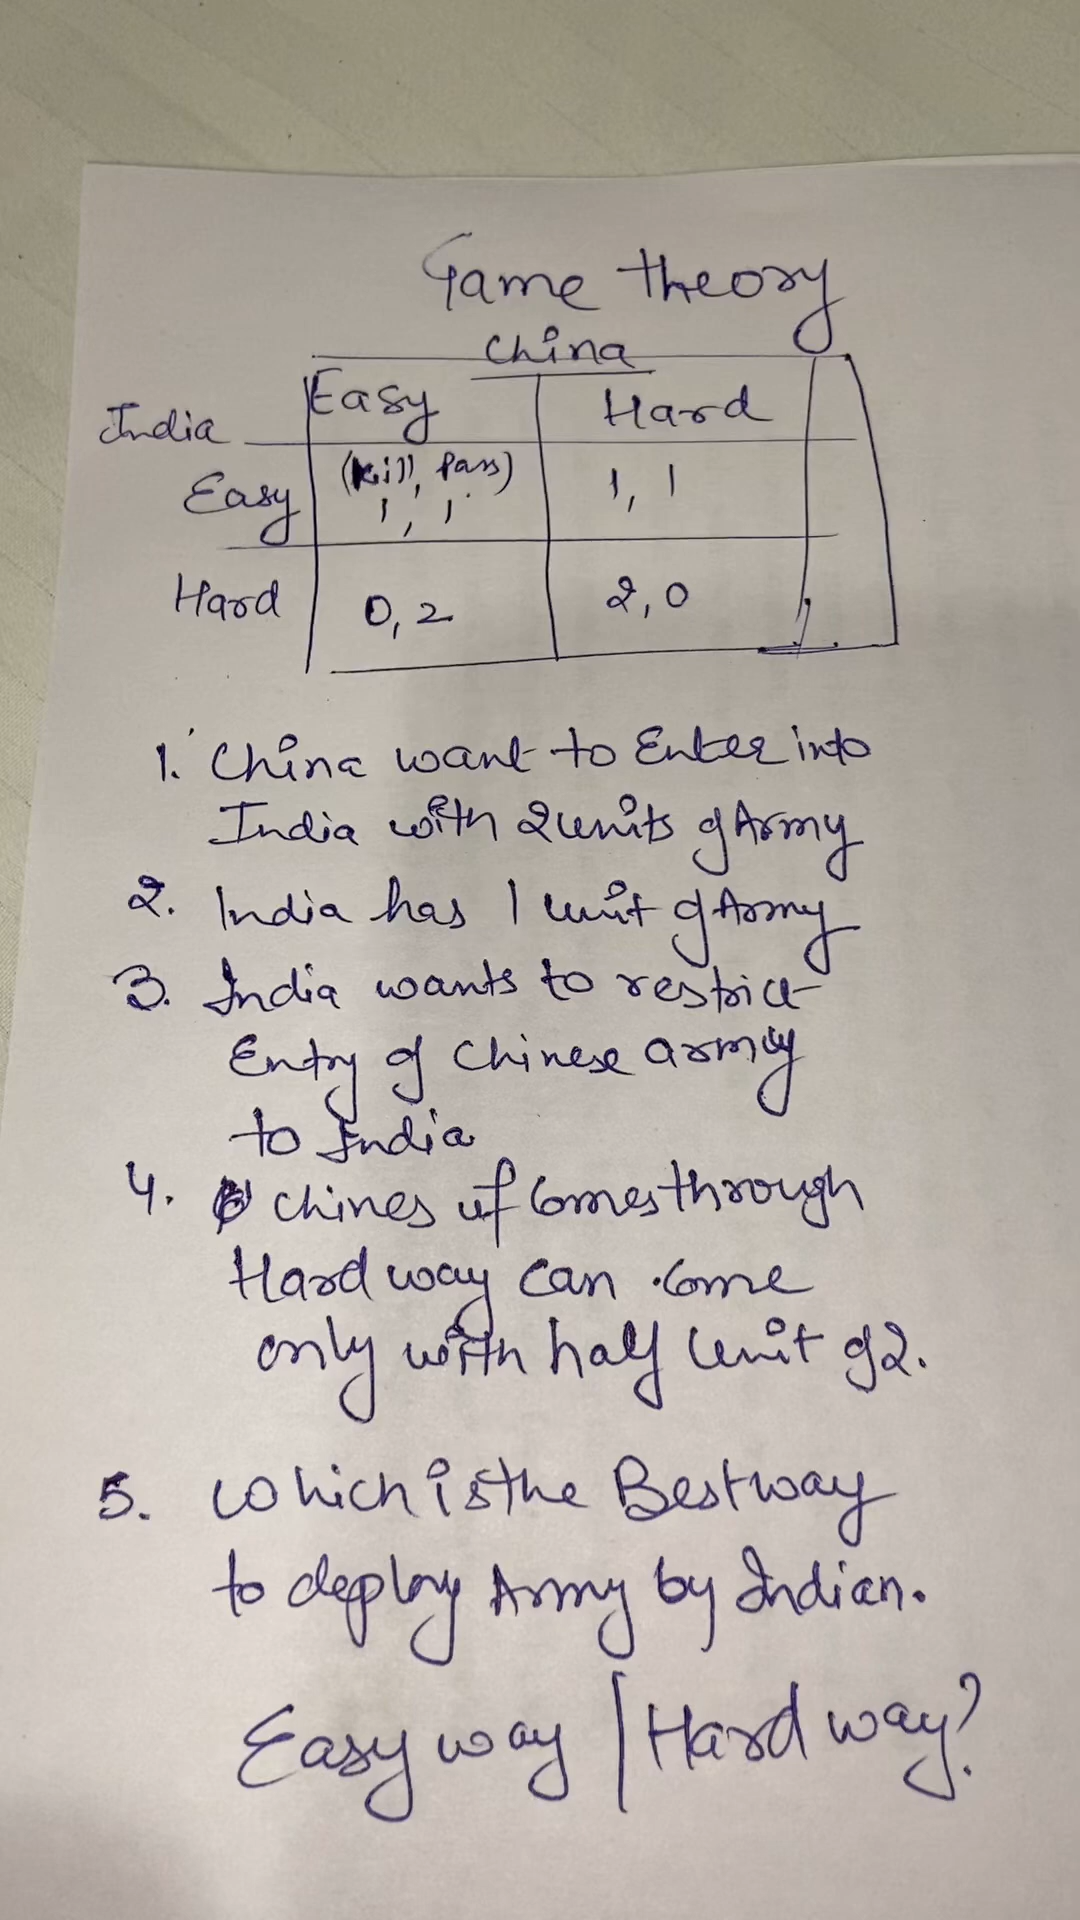 Game theory
China
India Easy Hard
Easy (Kill, Pass) 1, 1 1, 1
Hard 0, 2 2, 0
1. China want to Enter into
India with 2 units of Army
2. India has 1 unit of Army
3. India wants to restrict
Entry of Chinese army
to India
4. Chines if Comes through
Hard way can come
only with half Unit of 2.
5. Which is the Best way
to deploy Army by Indian.
Easy way / Hard way?